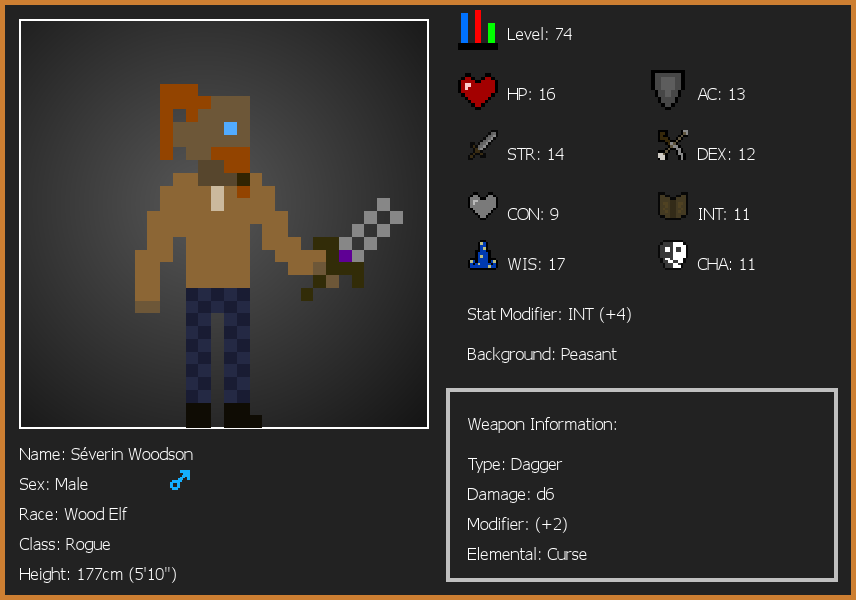 Level: 74
HP: 16
AC: 13
STR: 14
DEX: 12
CON: 9
INT: 11
WIS: 17
CHA: 11
Stat Modifier: INT (+4)
Background: Peasant
Weapon Information:
Type: Dagger
Damage: d6
Modifier: (+2)
Elemental: Curse
Name: Séverin Woodson
Sex: Male
Race: Wood Elf
Class: Rogue
Height: 177cm (5'10")